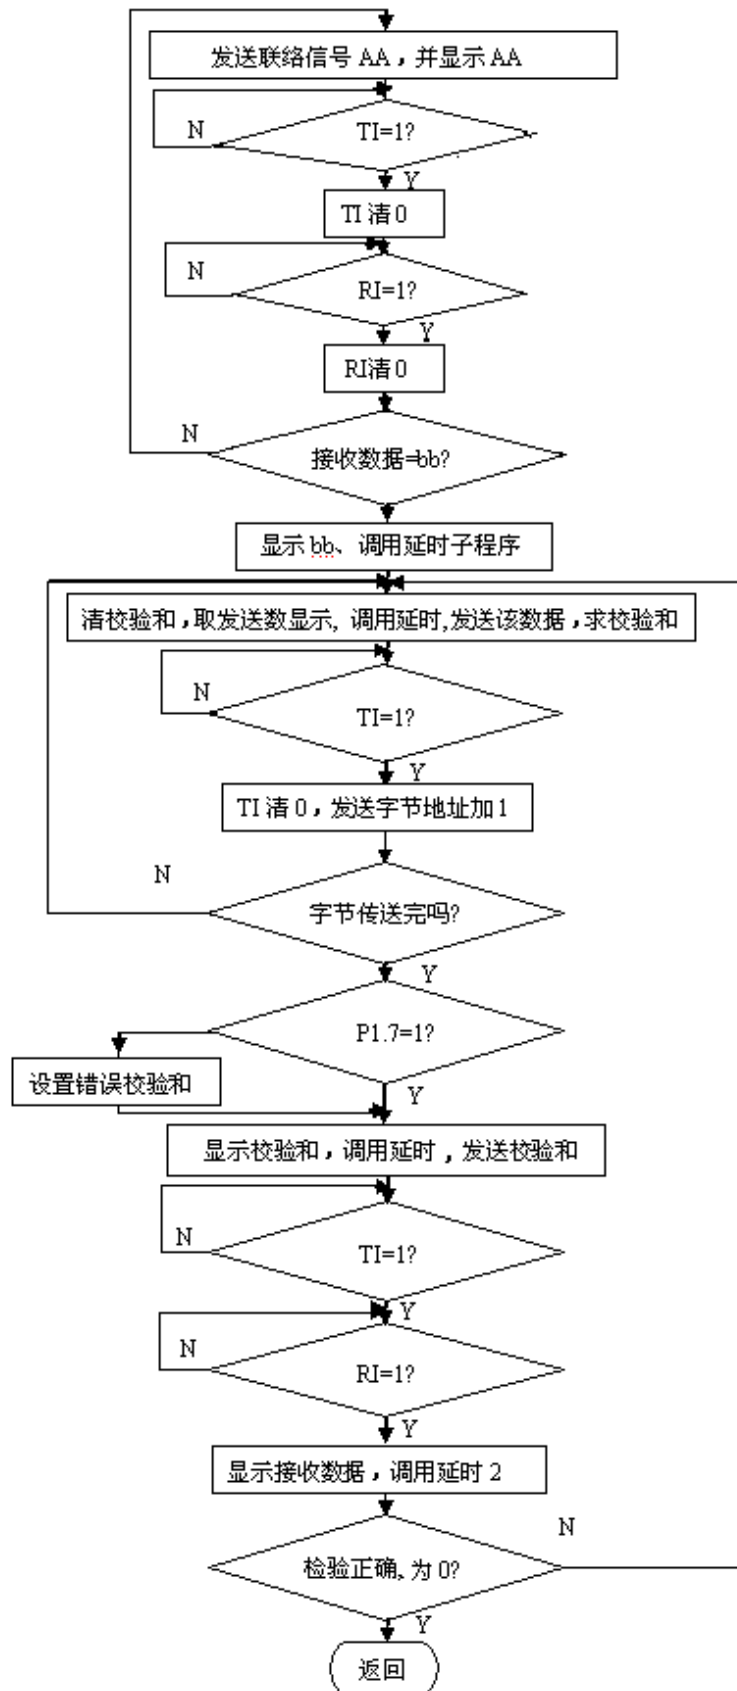 发送联络信号 AA，并显示 AA
N
TI=1?
Y
TI 清 0
N
RI=1?
Y
RI清 0
N
接收数据=bb?
显示 bb、调用延时子程序
清校验和，取发送数显示, 调用延时,发送该数据，求校验和
N
TI=1?
Y
TI 清 0，发送字节地址加 1
N
字节传送完吗?
Y
P1.7=1?
设置错误校验和
Y
显示校验和，调用延时，发送校验和
N
TI=1?
Y
N
RI=1?
Y
显示接收数据，调用延时 2
N
检验正确, 为 0?
Y
返回